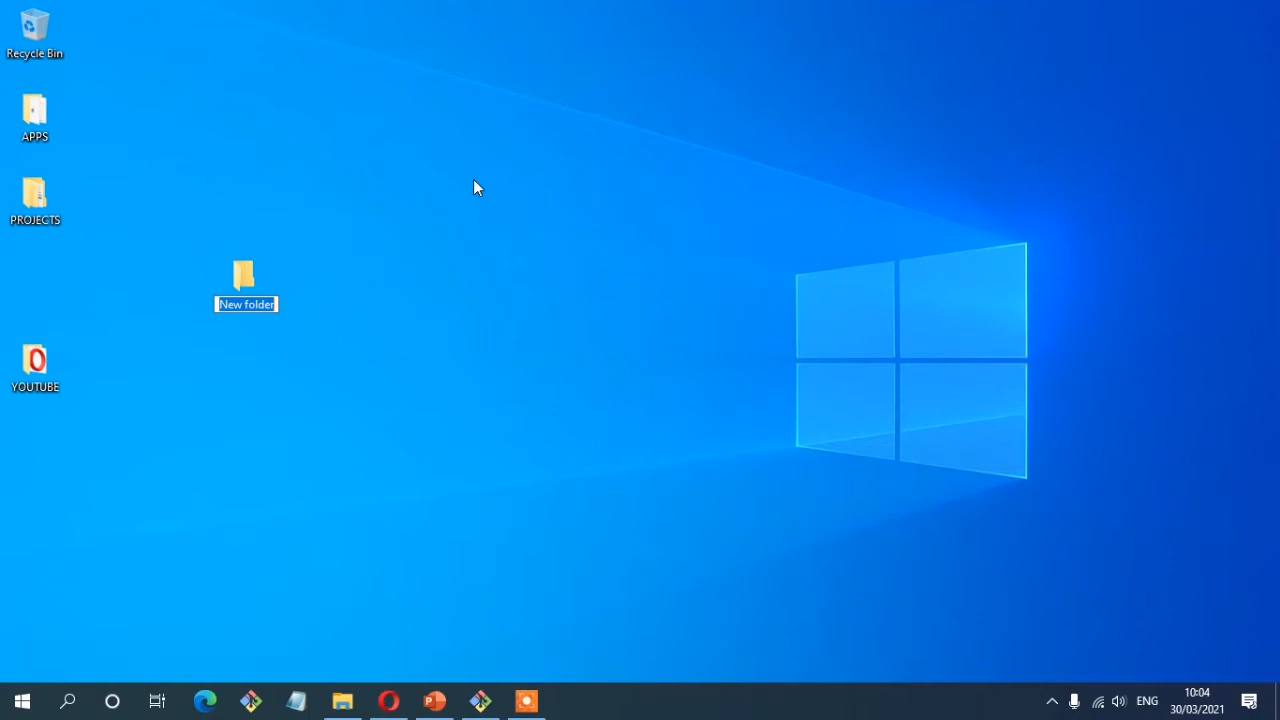 Recycle Bin
APPS
PROJECTS
New folder
YOUTUBE
ENG
10:04
30/03/2021